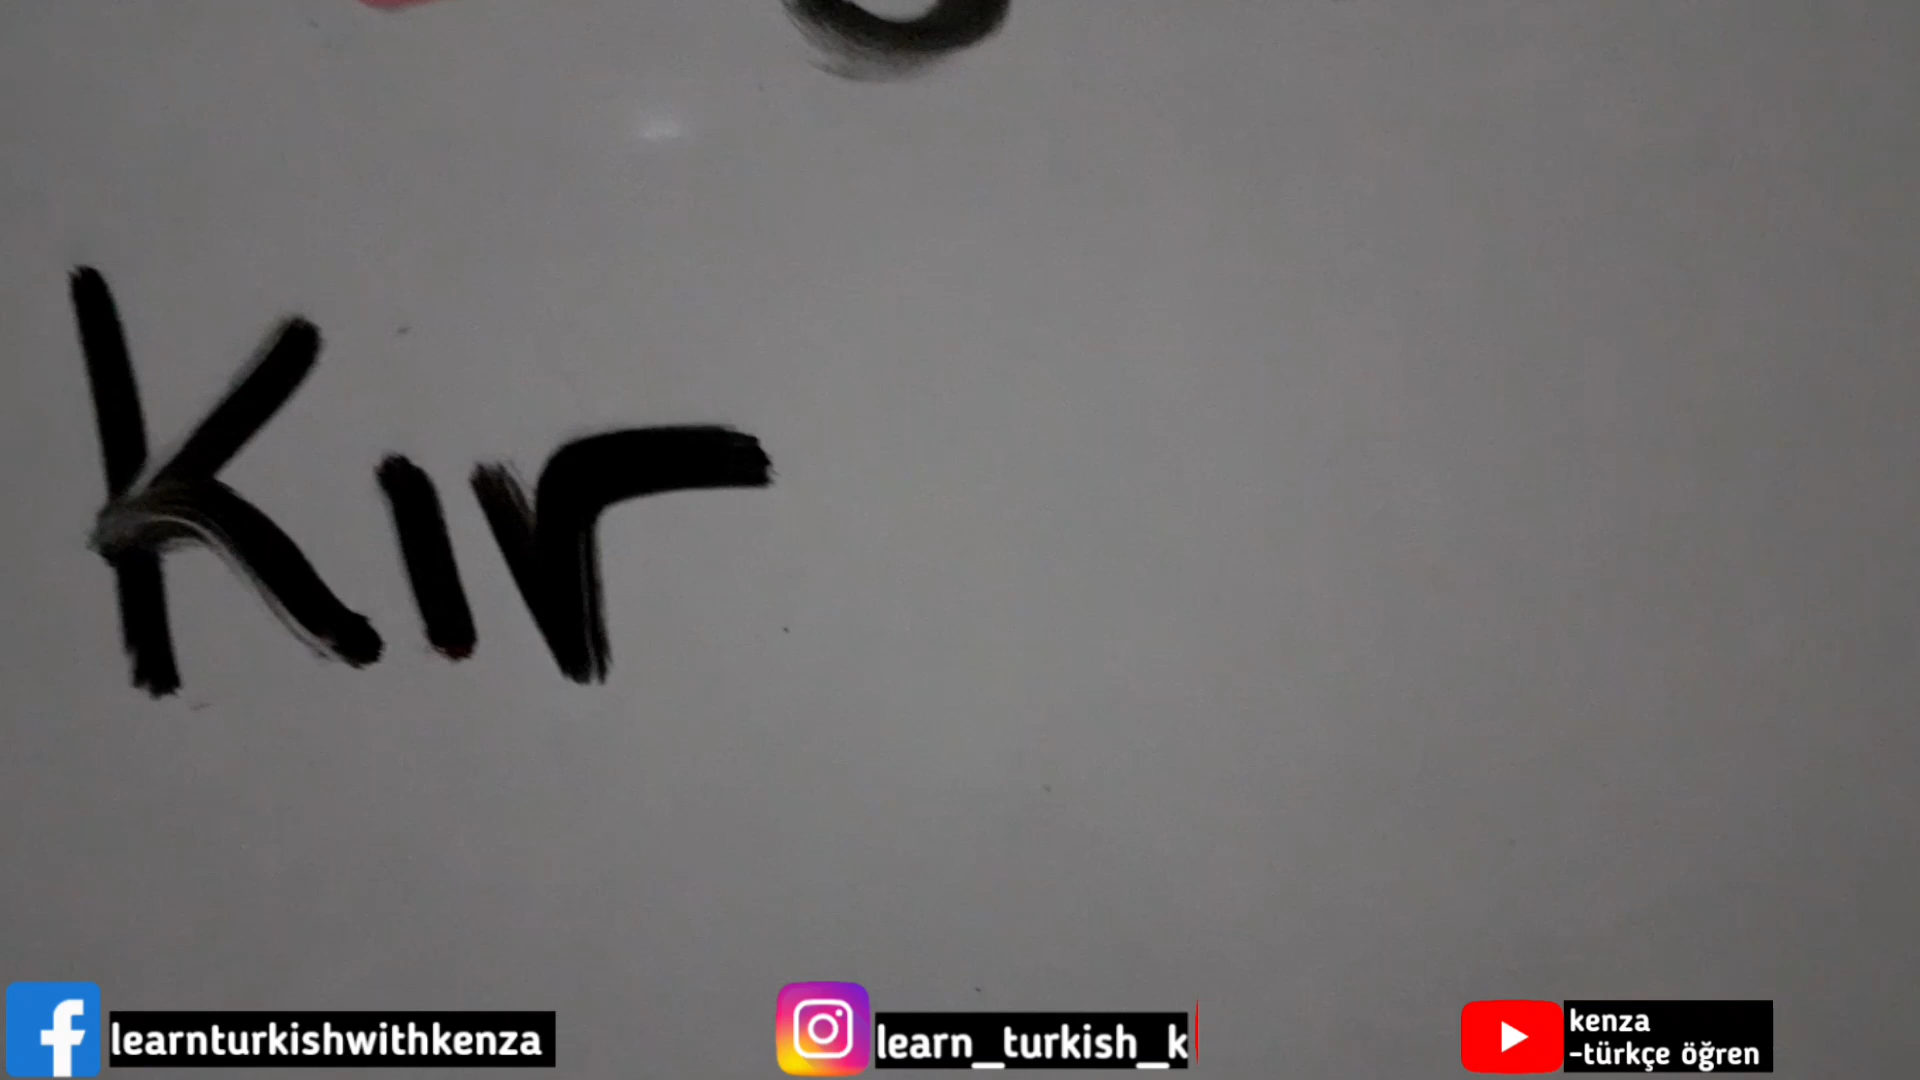 Kır
learnturkishwithkenza
learn_turkish_k
kenza
-türkçe öğren